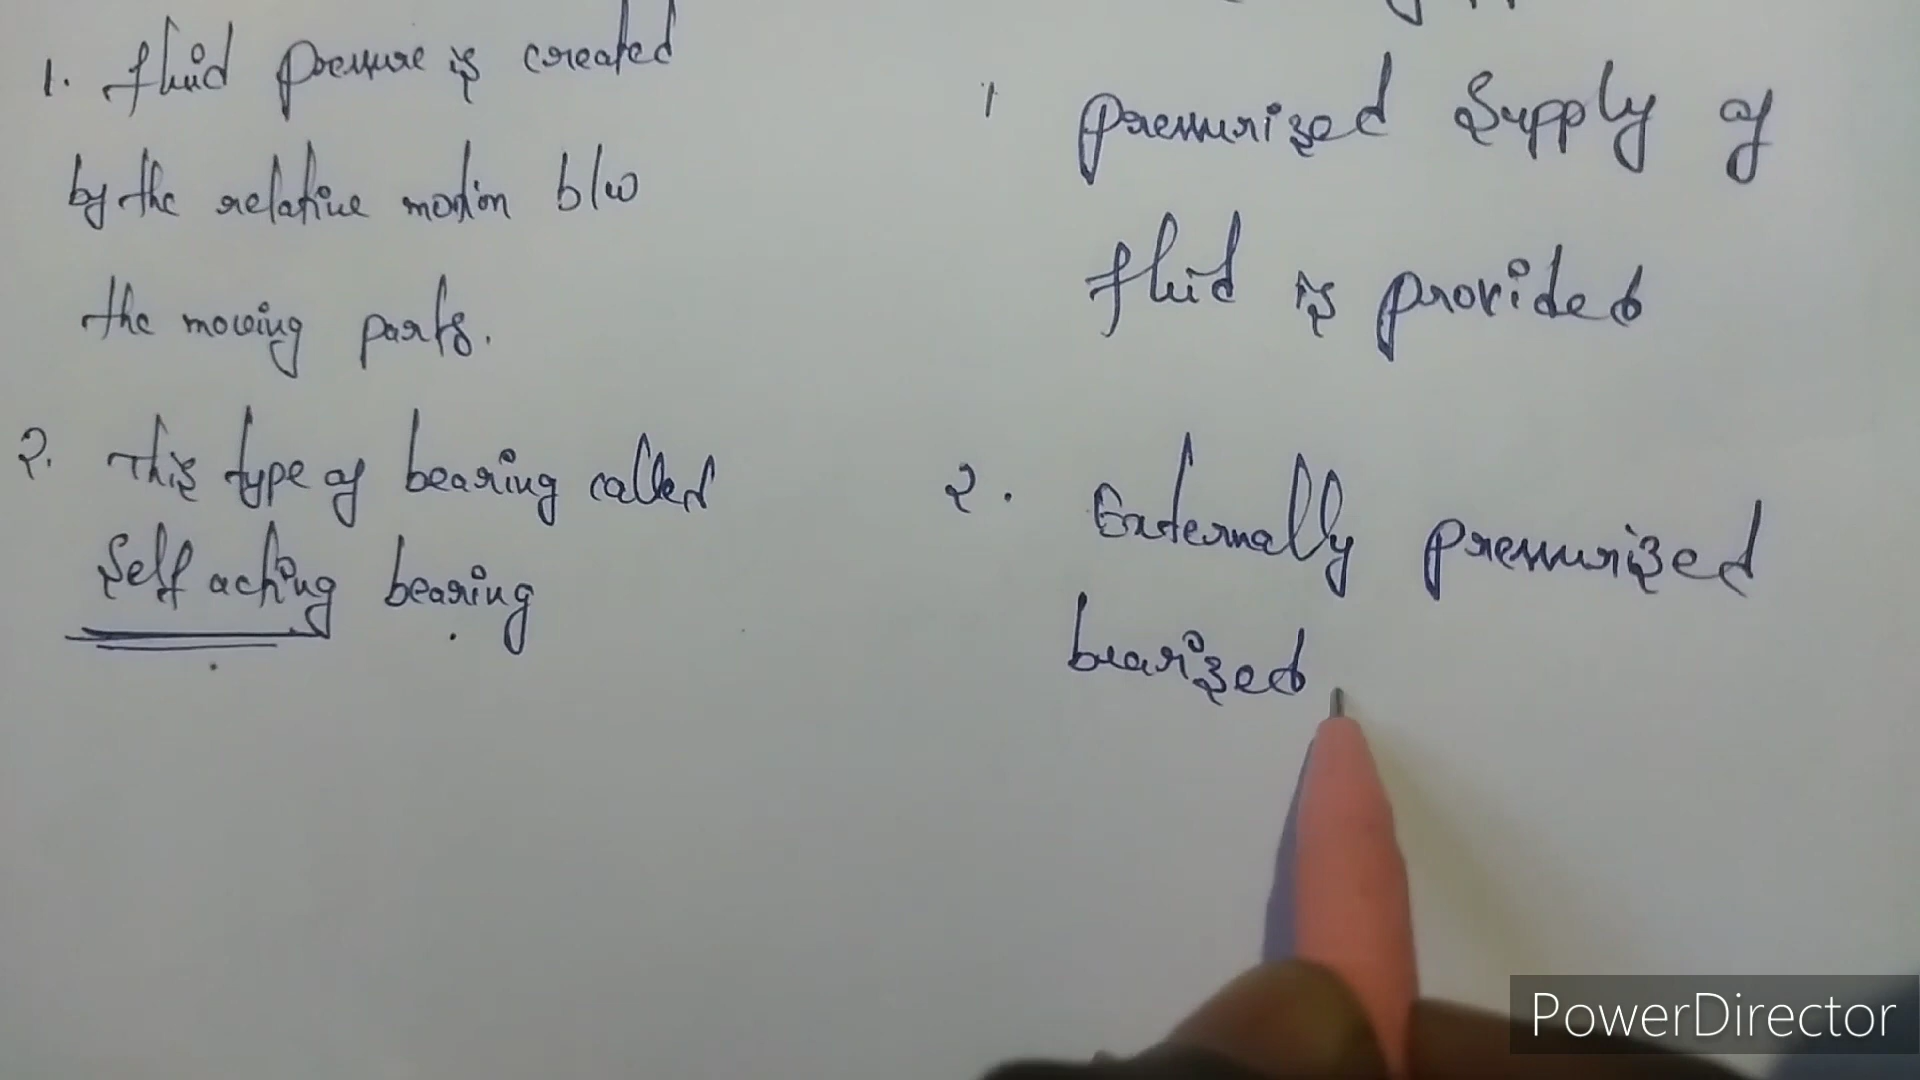 1. fluid pressure is created
by the relative motion b/w
the moving parts.
2. This type of bearing called
Self acting bearing
1 pressurized Supply of
fluid is provided
2. Externally pressurized
bearized
PowerDirector